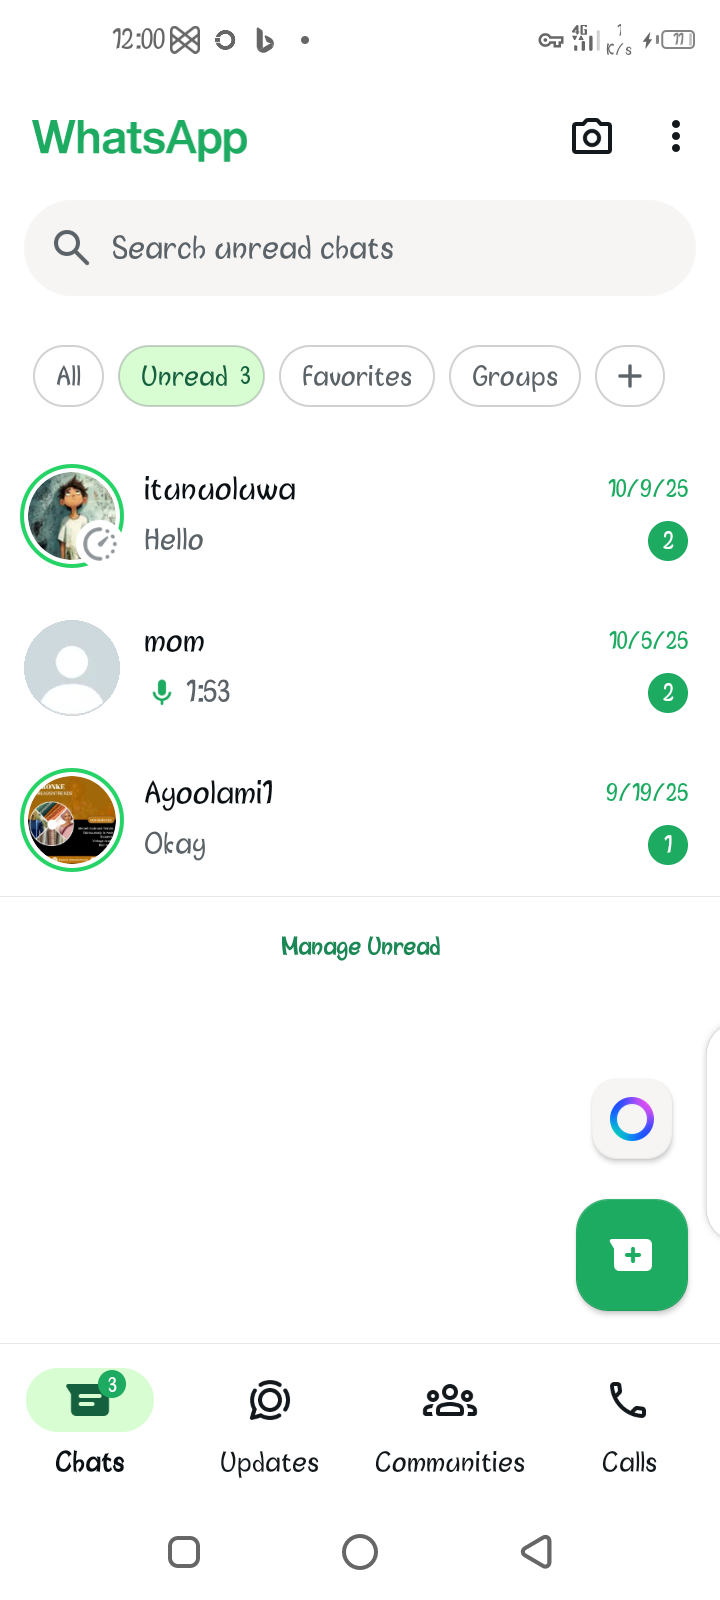 12:00 4G 1 K/s 77
WhatsApp
Search unread chats
All Unread 3 Favorites Groups +
itunuoluwa 10/9/25
Hello 2
mom 10/5/25
1:53 2
Ayoolami1 9/19/25
Okay 1
Manage Unread
3
Chats Updates Communities Calls